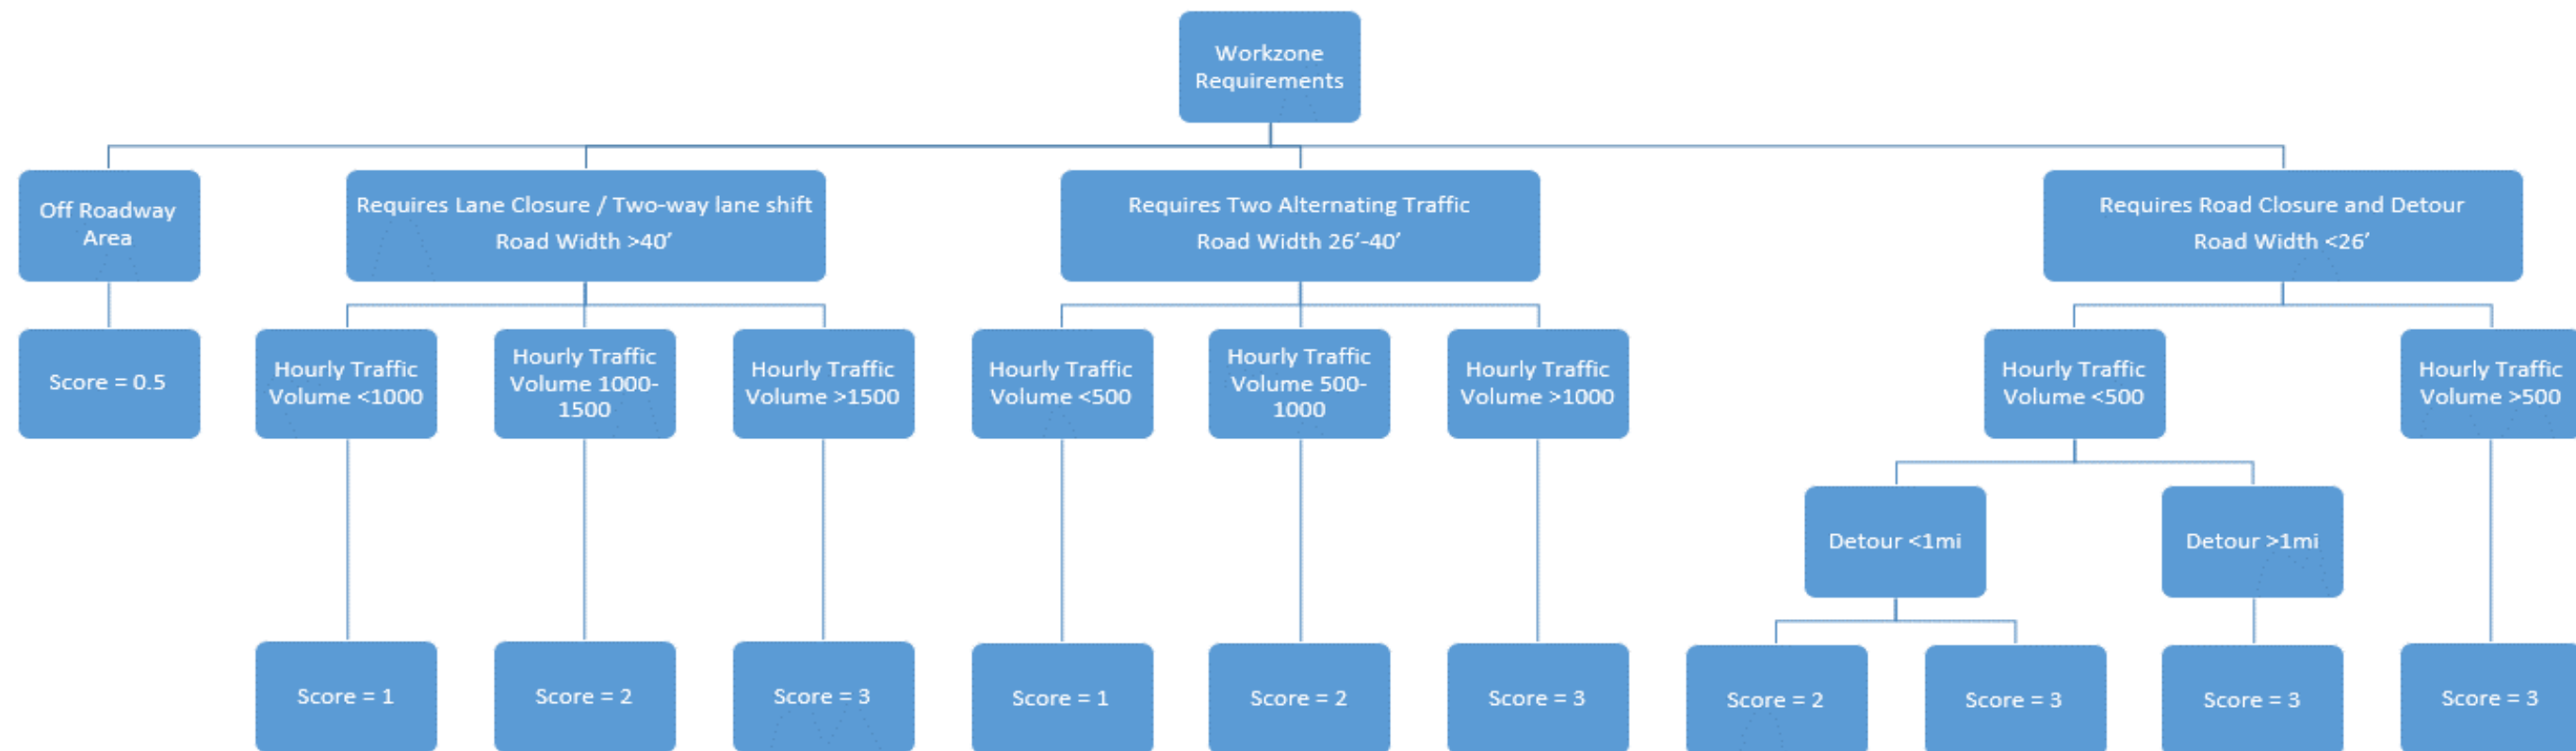 Workzone
Requirements
Off Roadway
Area
Requires Lane Closure / Two-way lane shift
Road Width >40′
Requires Two Alternating Traffic
Road Width 26′-40′
Requires Road Closure and Detour
Road Width <26′
Score = 0.5
Hourly Traffic
Volume <1000
Hourly Traffic
Volume 1000-
1500
Hourly Traffic
Volume >1500
Hourly Traffic
Volume <500
Hourly Traffic
Volume 500-
1000
Hourly Traffic
Volume >1000
Hourly Traffic
Volume <500
Hourly Traffic
Volume >500
Detour <1mi
Detour >1mi
Score = 1
Score = 2
Score = 3
Score = 1
Score = 2
Score = 3
Score = 2
Score = 3
Score = 3
Score = 3